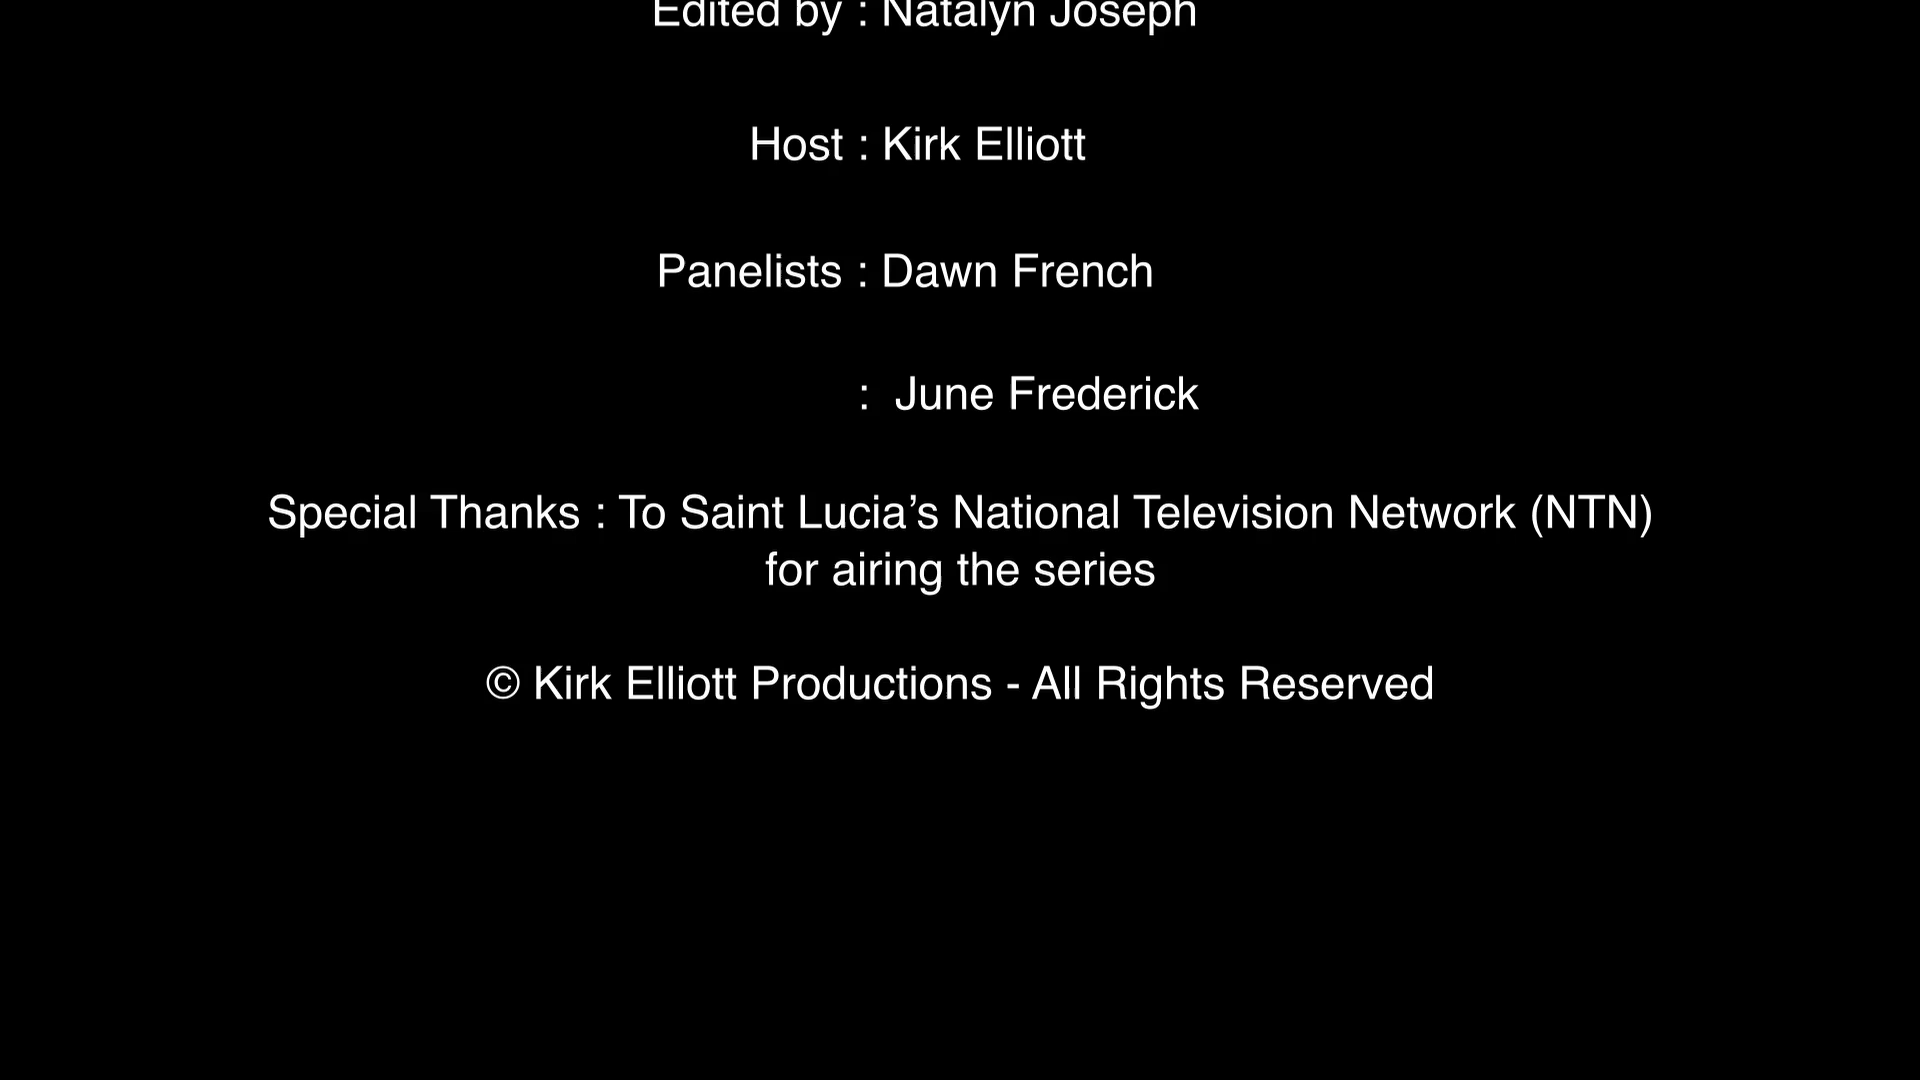 Edited by : Natalyn Joseph
Host : Kirk Elliott
Panelists : Dawn French
: June Frederick
Special Thanks : To Saint Lucia’s National Television Network (NTN)
for airing the series
© Kirk Elliott Productions - All Rights Reserved